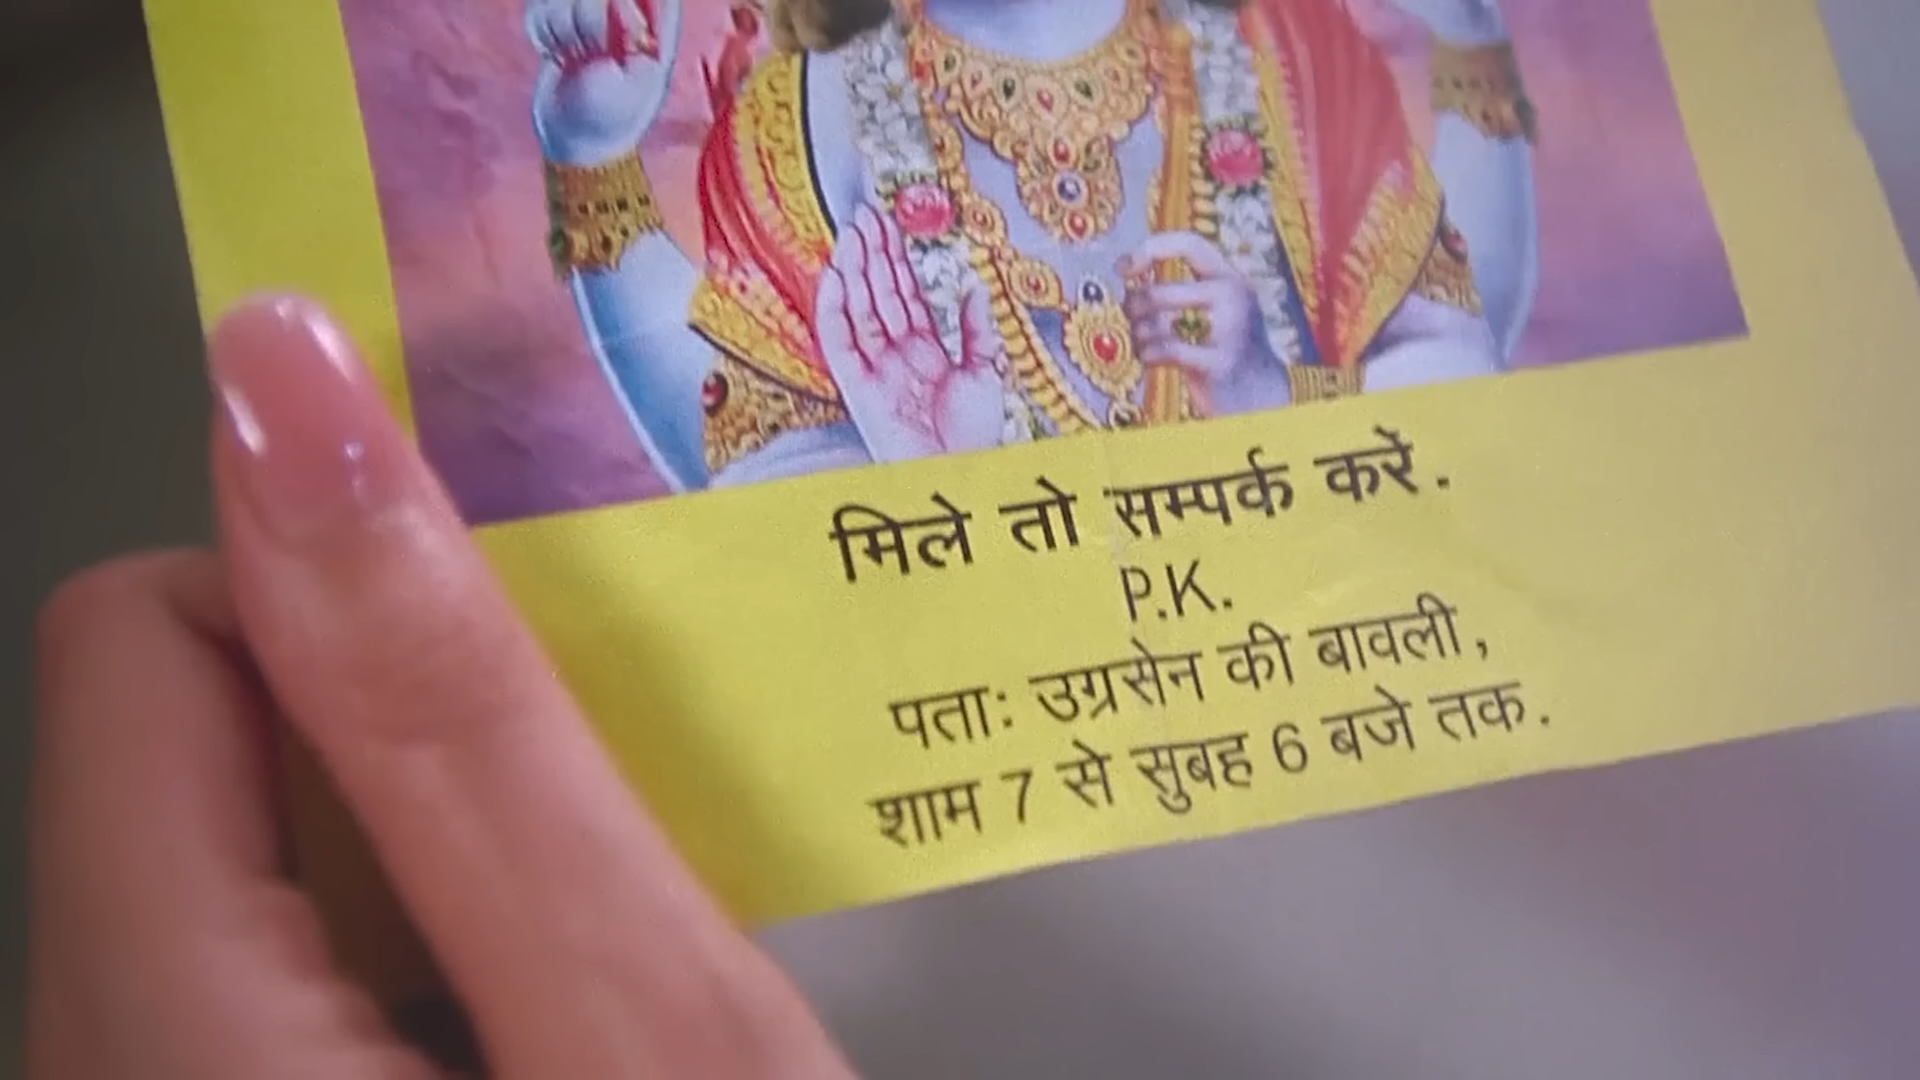 मिले तो सम्पर्क करें.
P.K.
पता: उग्रसेन की बावली,
शाम 7 से सुबह 6 बजे तक.